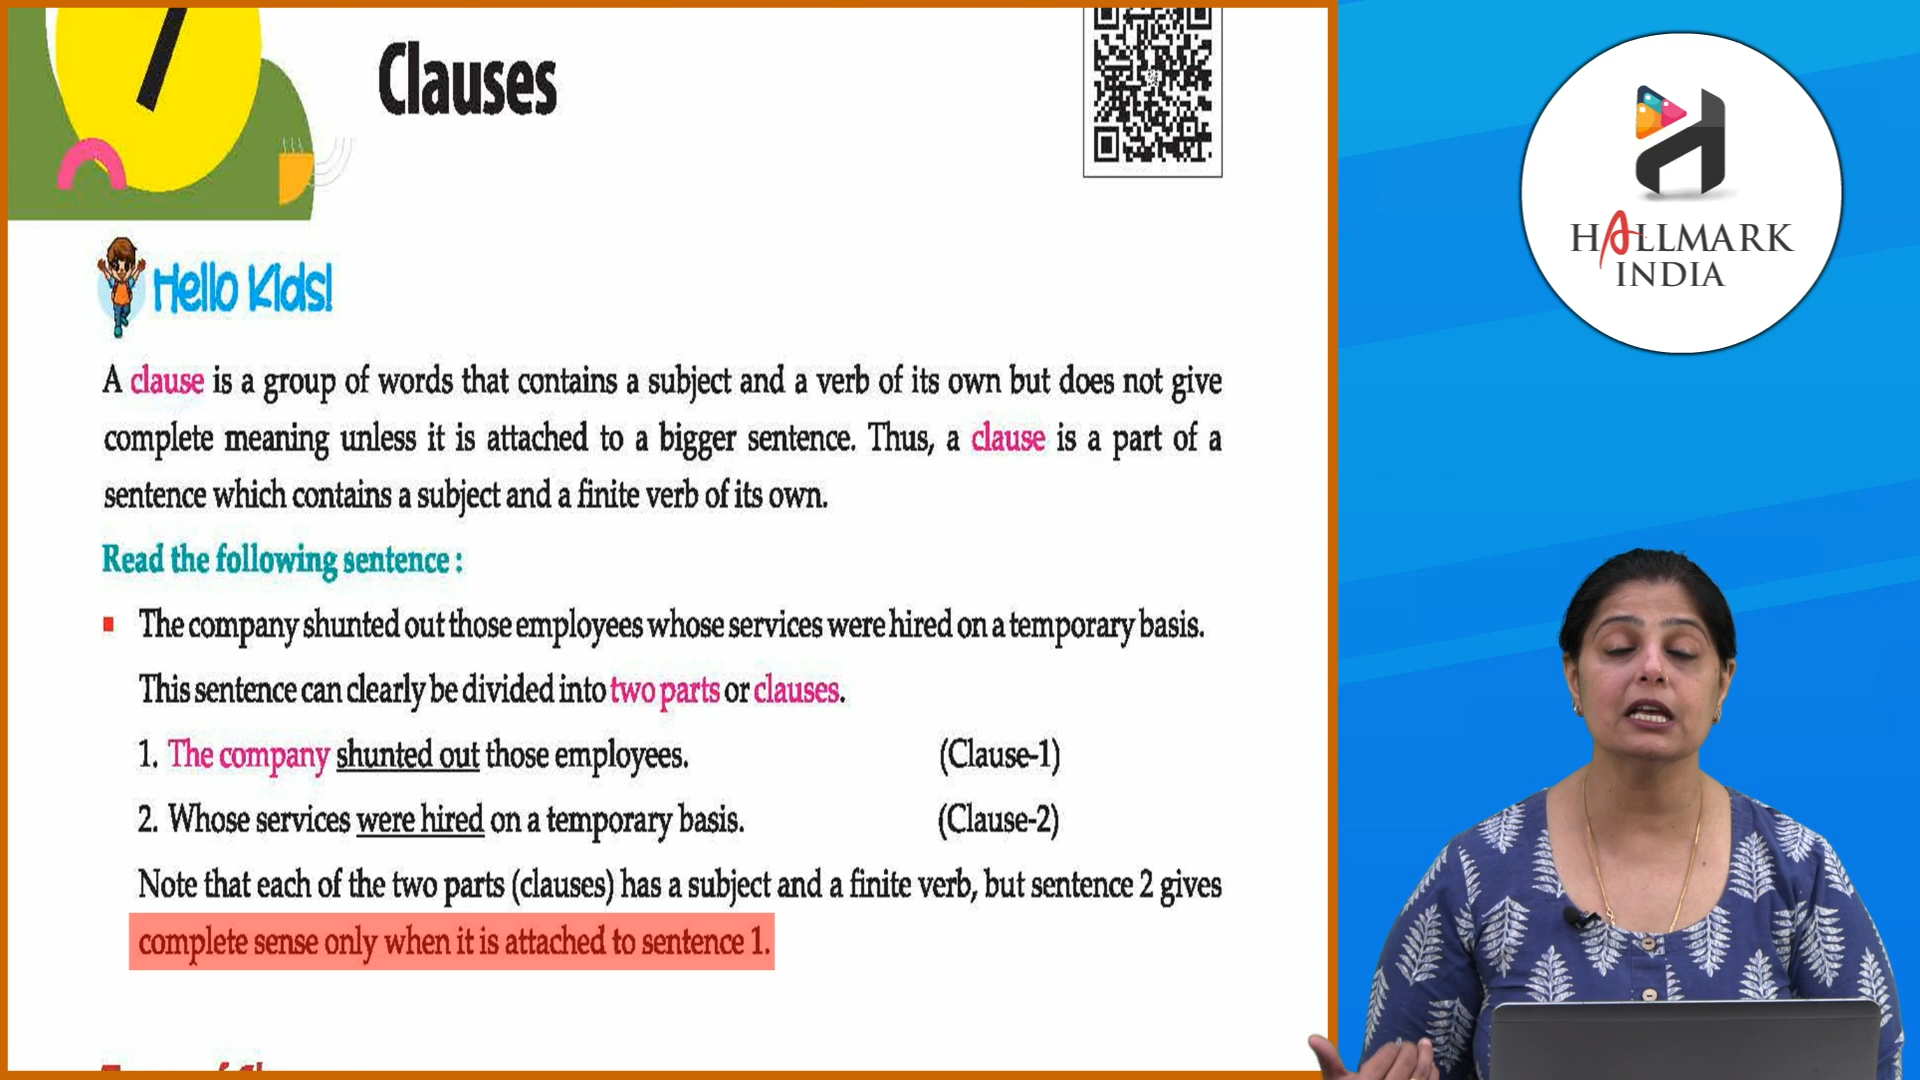 7
Clauses
Hello Kids!
A clause is a group of words that contains a subject and a verb of its own but does not give
complete meaning unless it is attached to a bigger sentence. Thus, a clause is a part of a
sentence which contains a subject and a finite verb of its own.
Read the following sentence :
The company shunted out those employees whose services were hired on a temporary basis.
This sentence can clearly be divided into two parts or clauses.
1. The company shunted out those employees. (Clause-1)
2. Whose services were hired on a temporary basis. (Clause-2)
Note that each of the two parts (clauses) has a subject and a finite verb, but sentence 2 gives
complete sense only when it is attached to sentence 1.
HALLMARK
INDIA